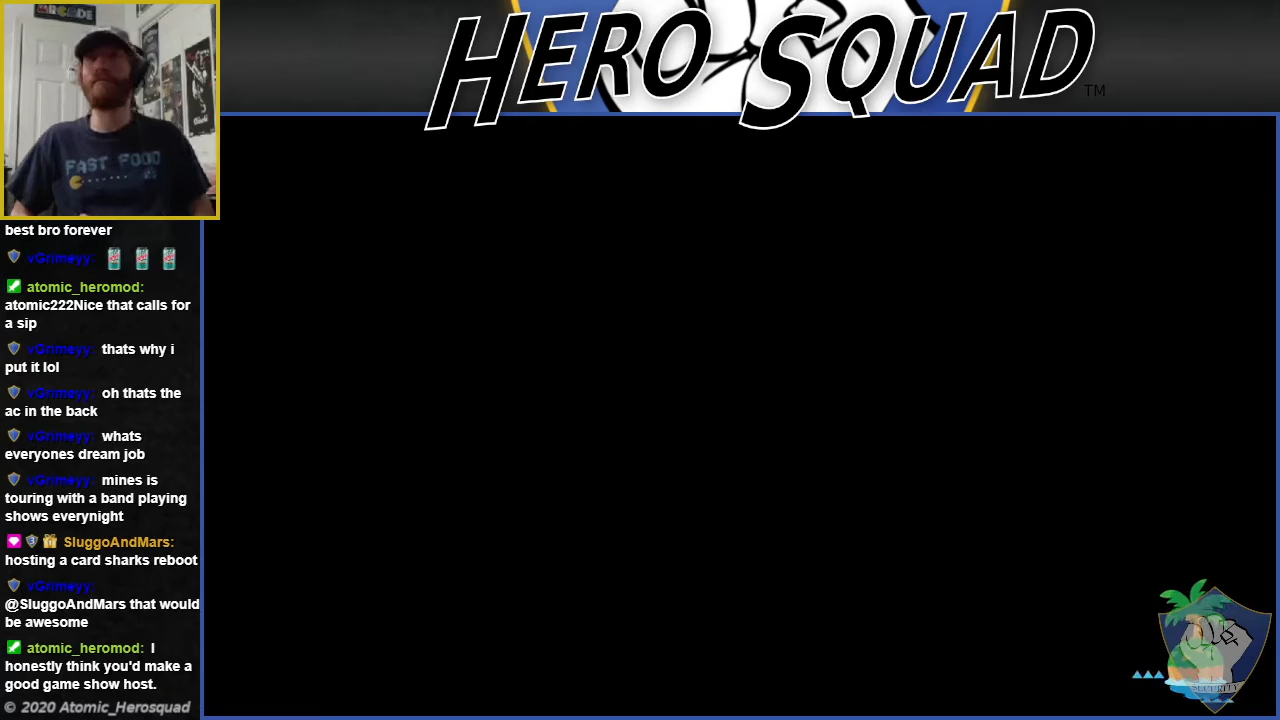 ARCADE
HERO SQUAD
TM
FAST FOOD
best bro forever
vGrimeyy:
atomic_heromod:
atomic222Nice that calls for
a sip
vGrimeyy: thats why i
put it lol
vGrimeyy: oh thats the
ac in the back
vGrimeyy: whats
everyones dream job
vGrimeyy: mines is
touring with a band playing
shows everynight
SluggoAndMars:
hosting a card sharks reboot
vGrimeyy:
@SluggoAndMars that would
be awesome
atomic_heromod: I
honestly think you'd make a
good game show host.
© 2020 Atomic_Herosquad
SECURITY